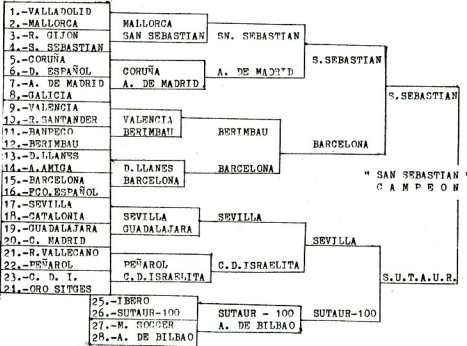 1.-VALLADOLID
2.-MALLORCA
3.-R. GIJON
4.-S. SEBASTIAN
5.-CORUÑA
6.-D. ESPAÑOL
7.-A. DE MADRID
8.-GALICIA
9.-VALENCIA
10.-R.SANTANDER
11.-BANPECO
12.-BERIMBAU
13.-D.LLANES
14.-A.AMIGA
15.-BARCELONA
16.-PCO.ESPAÑOL
17.-SEVILLA
18.-CATALONIA
19.-GUADALAJARA
20.-C. MADRID
21.-R.VALLECANO
22.-PEÑAROL
23.-C. D. I.
24.-ORO SITGES
25.-IBERO
26.-SUTAUR-100
27.-M. SOCCER
28.-A. DE BILBAO
MALLORCA
SAN SEBASTIAN
CORUÑA
A. DE MADRID
VALENCIA
BERIMBAU
D.LLANES
BARCELONA
SEVILLA
GUADALAJARA
PEÑAROL
C.D.ISRAELITA
SUTAUR - 100
A. DE BILBAO
SN. SEBASTIAN
A. DE MADRID
BERIMBAU
BARCELONA
SEVILLA
C.D.ISRAELITA
S.SEBASTIAN
BARCELONA
SEVILLA
SUTAUR-100
S.SEBASTIAN
S.U.T.A.U.R.
" SAN SEBASTIAN "
C A M P E O N